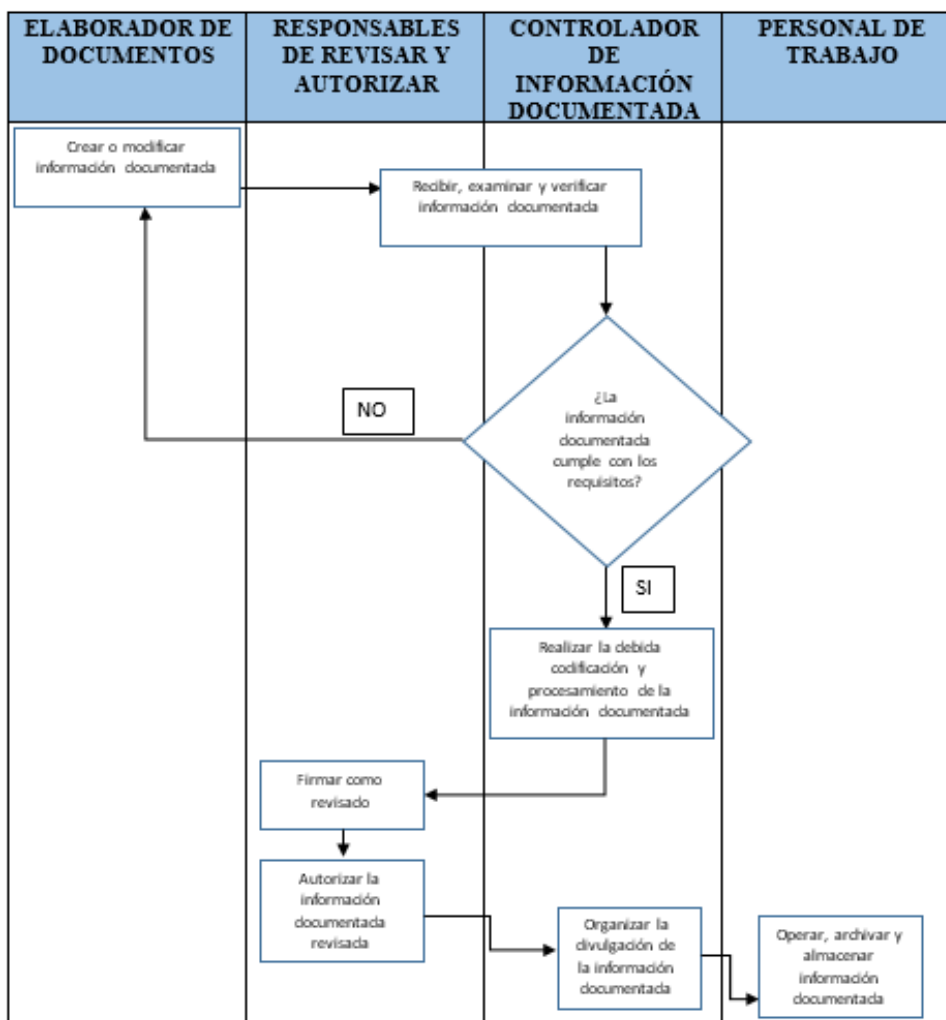 ELABORADOR DE
DOCUMENTOS
RESPONSABLES
DE REVISAR Y
AUTORIZAR
CONTROLADOR
DE
INFORMACIÓN
DOCUMENTADA
PERSONAL DE
TRABAJO
Crear o modificar
información documentada
Recibir, examinar y verificar
información documentada
¿La
información
documentada
cumple con los
requisitos?
NO
SI
Realizar la debida
codificación y
procesamiento de la
información documentada
Firmar como
revisado
Autorizar la
información
documentada
revisada
Organizar la
divulgación de
la información
documentada
Operar, archivar y
almacenar
información
documentada